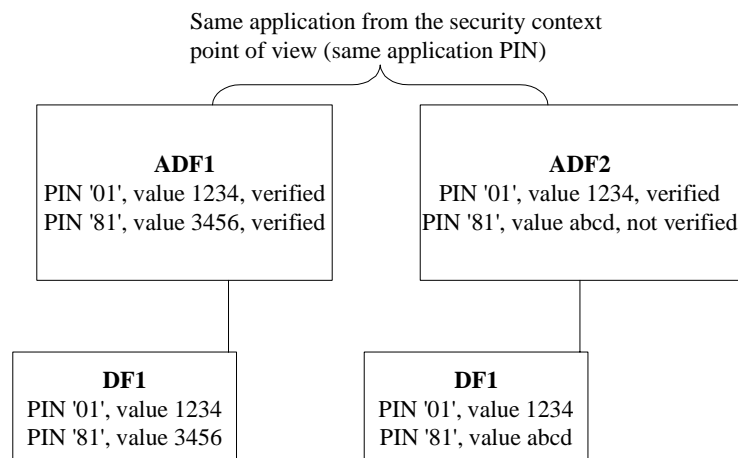 Same application from the security context
point of view (same application PIN)
ADF1
PIN '01', value 1234, verified
PIN '81', value 3456, verified
ADF2
PIN '01', value 1234, verified
PIN '81', value abcd, not verified
DF1
PIN '01', value 1234
PIN '81', value 3456
DF1
PIN '01', value 1234
PIN '81', value abcd